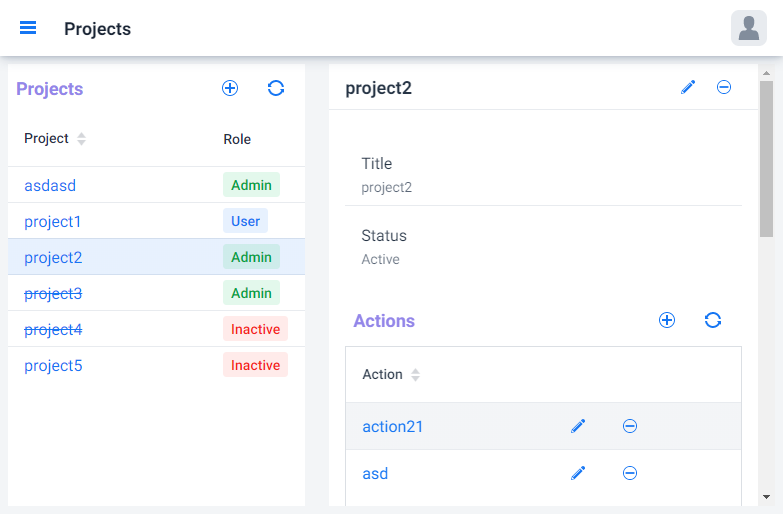 Projects
Projects
Project
Role
asdasd
Admin
project1
User
project2
Admin
project3
Admin
project4
Inactive
project5
Inactive
project2
Title
project2
Status
Active
Actions
Action
action21
asd